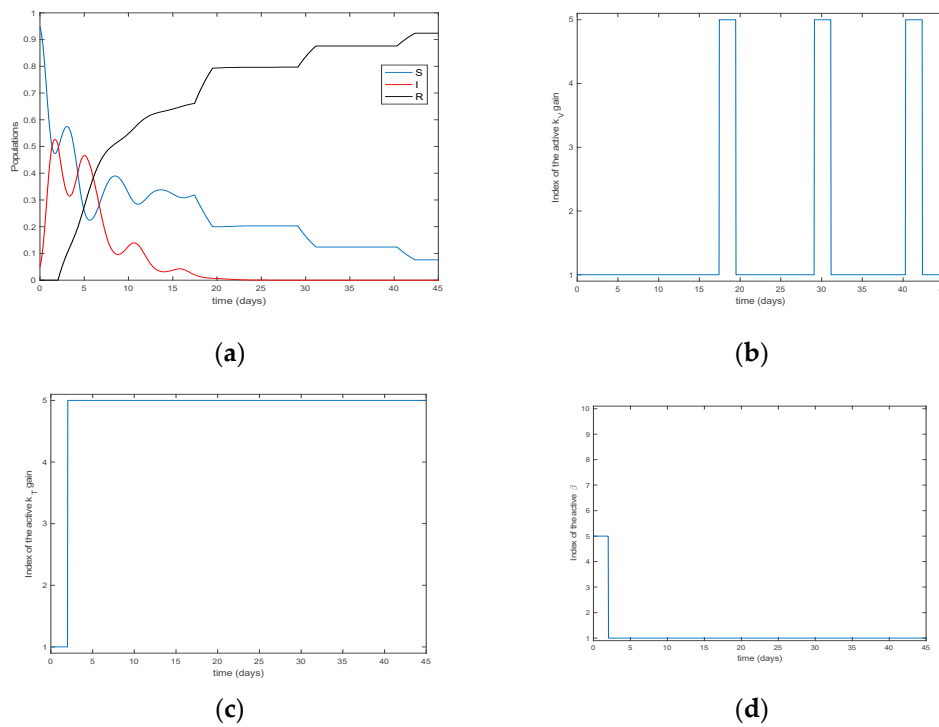 1
0.9
0.8
0.7
0.6
0.5
0.4
0.3
0.2
0.1
0
Populations
0 5 10 15 20 25 30 35 40 45
time (days)
S
I
R
(a)
5
4
3
2
1
Index of the active k_V gain
0 5 10 15 20 25 30 35 40
time (days)
(b)
5
4
3
2
1
Index of the active k_T gain
0 5 10 15 20 25 30 35 40 45
time (days)
(c)
10
9
8
7
6
5
4
3
2
1
Index of the active β
0 5 10 15 20 25 30 35 40 45
time (days)
(d)